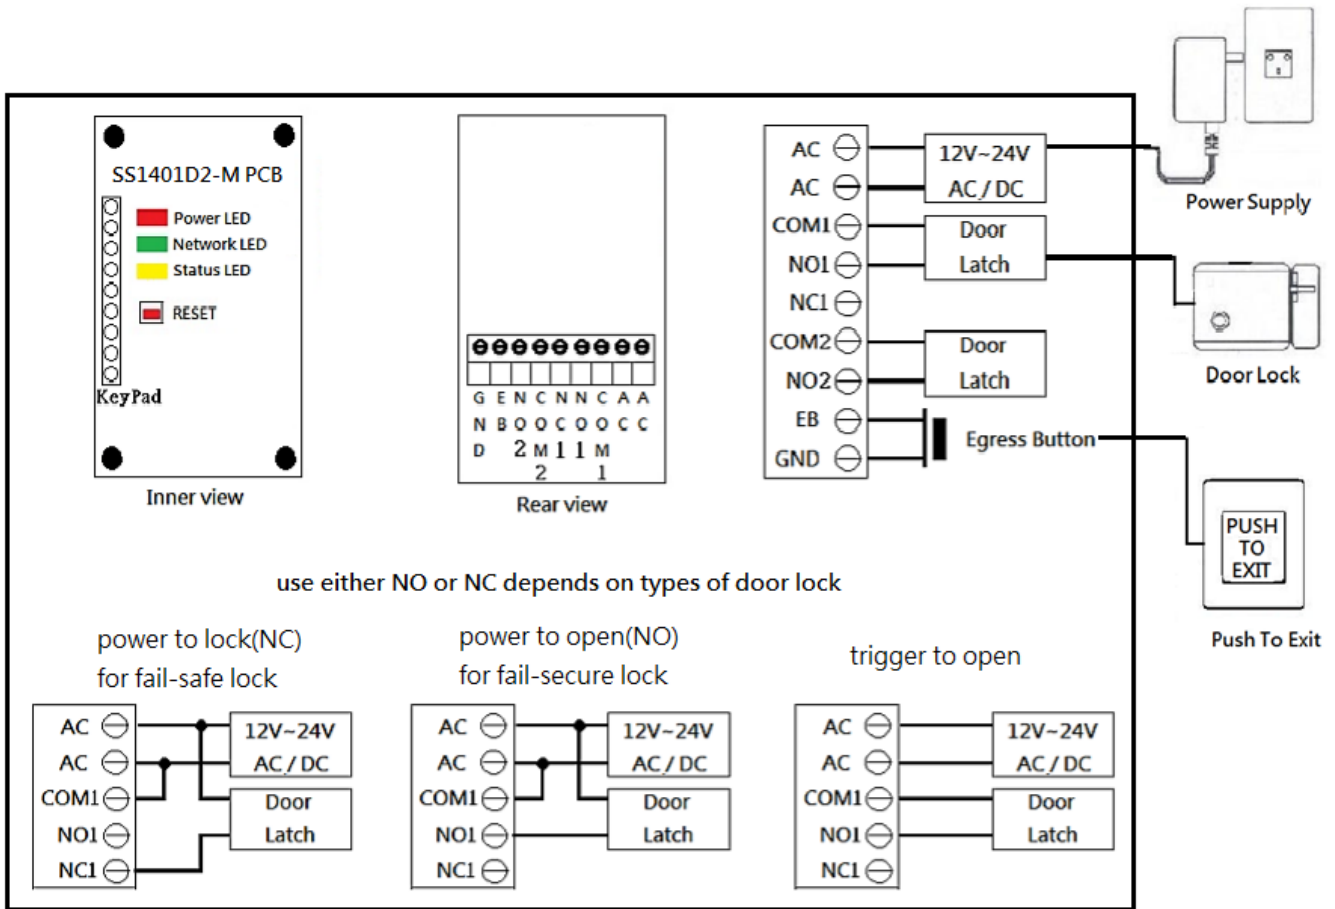 SS1401D2-M PCB
Power LED
Network LED
Status LED
RESET
KeyPad
Inner view
G E N C N N C A A
N B O O C O O C C
D 2 M 1 1 M
2 1
Rear view
AC
AC
COM1
NO1
NC1
COM2
NO2
EB
GND
12V~24V
AC / DC
Door
Latch
Door
Latch
Egress Button
Power Supply
Door Lock
PUSH
TO
EXIT
Push To Exit
use either NO or NC depends on types of door lock
power to lock(NC)
for fail-safe lock
AC
AC
COM1
NO1
NC1
12V~24V
AC / DC
Door
Latch
power to open(NO)
for fail-secure lock
AC
AC
COM1
NO1
NC1
12V~24V
AC / DC
Door
Latch
trigger to open
AC
AC
COM1
NO1
NC1
12V~24V
AC / DC
Door
Latch